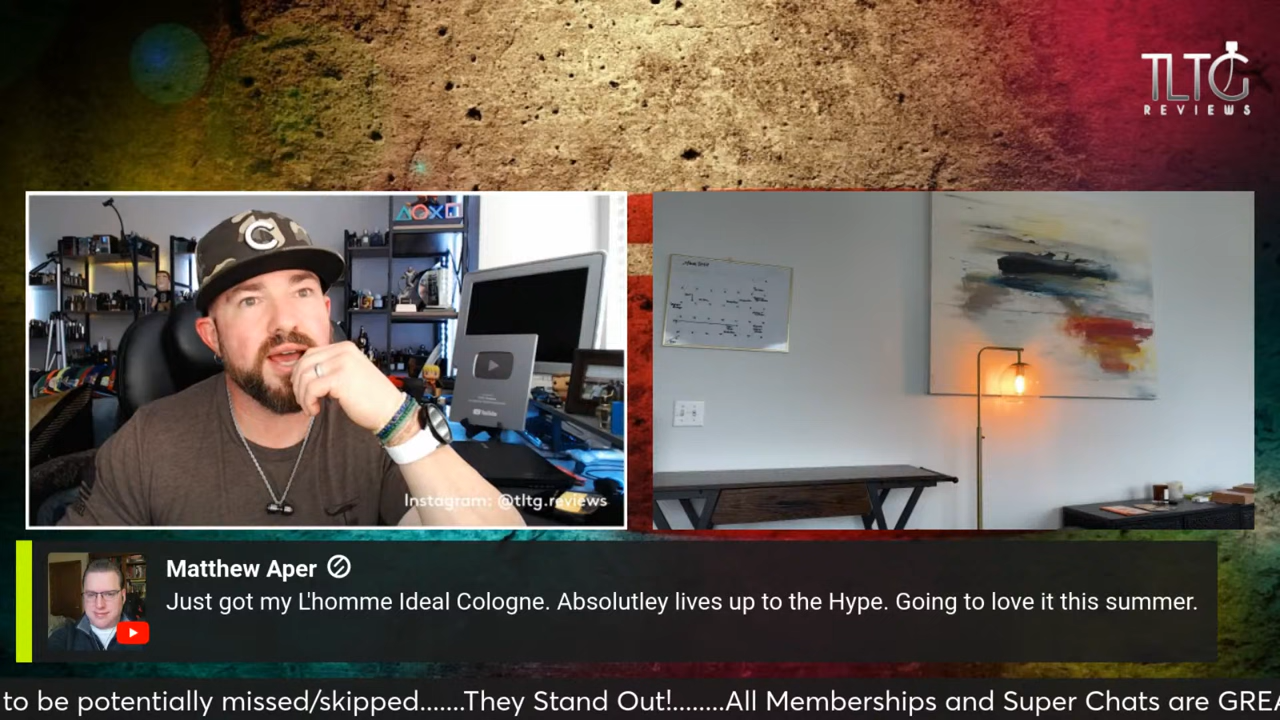 TLTG
REVIEWS
Instagram: @tltg.reviews
YouTube
Matthew Aper
Just got my L'homme Ideal Cologne. Absolutley lives up to the Hype. Going to love it this summer.
to be potentially missed/skipped.......They Stand Out!........All Memberships and Super Chats are GREA